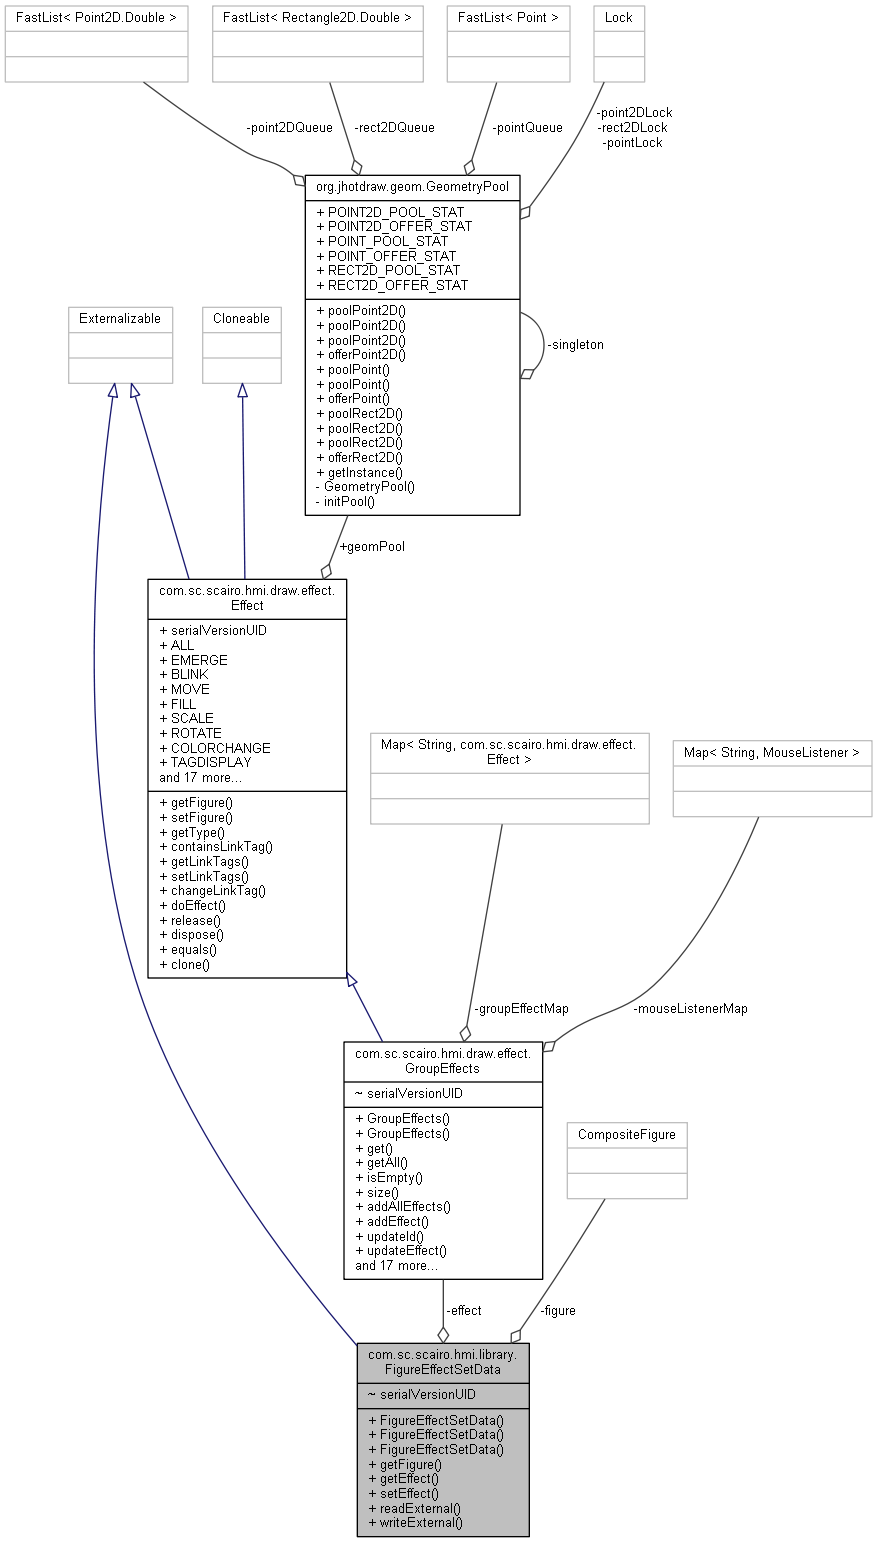 FastList< Point2D.Double >
FastList< Rectangle2D.Double >
FastList< Point >
Lock
-point2DQueue
-rect2DQueue
-pointQueue
-point2DLock
-rect2DLock
-pointLock
org.jhotdraw.geom.GeometryPool
+ POINT2D_POOL_STAT
+ POINT2D_OFFER_STAT
+ POINT_POOL_STAT
+ POINT_OFFER_STAT
+ RECT2D_POOL_STAT
+ RECT2D_OFFER_STAT
+ poolPoint2D()
+ poolPoint2D()
+ poolPoint2D()
+ offerPoint2D()
+ poolPoint()
+ poolPoint()
+ offerPoint()
+ poolRect2D()
+ poolRect2D()
+ poolRect2D()
+ offerRect2D()
+ getInstance()
- GeometryPool()
- initPool()
-singleton
Externalizable
Cloneable
+geomPool
com.sc.scairo.hmi.draw.effect.
Effect
+ serialVersionUID
+ ALL
+ EMERGE
+ BLINK
+ MOVE
+ FILL
+ SCALE
+ ROTATE
+ COLORCHANGE
+ TAGDISPLAY
and 17 more...
+ getFigure()
+ setFigure()
+ getType()
+ containsLinkTag()
+ getLinkTags()
+ setLinkTags()
+ changeLinkTag()
+ doEffect()
+ release()
+ dispose()
+ equals()
+ clone()
Map< String, com.sc.scairo.hmi.draw.effect.
Effect >
Map< String, MouseListener >
-groupEffectMap
-mouseListenerMap
com.sc.scairo.hmi.draw.effect.
GroupEffects
~ serialVersionUID
+ GroupEffects()
+ GroupEffects()
+ get()
+ getAll()
+ isEmpty()
+ size()
+ addAllEffects()
+ addEffect()
+ updateId()
+ updateEffect()
and 17 more...
CompositeFigure
-effect
-figure
com.sc.scairo.hmi.library.
FigureEffectSetData
~ serialVersionUID
+ FigureEffectSetData()
+ FigureEffectSetData()
+ FigureEffectSetData()
+ getFigure()
+ getEffect()
+ setEffect()
+ readExternal()
+ writeExternal()